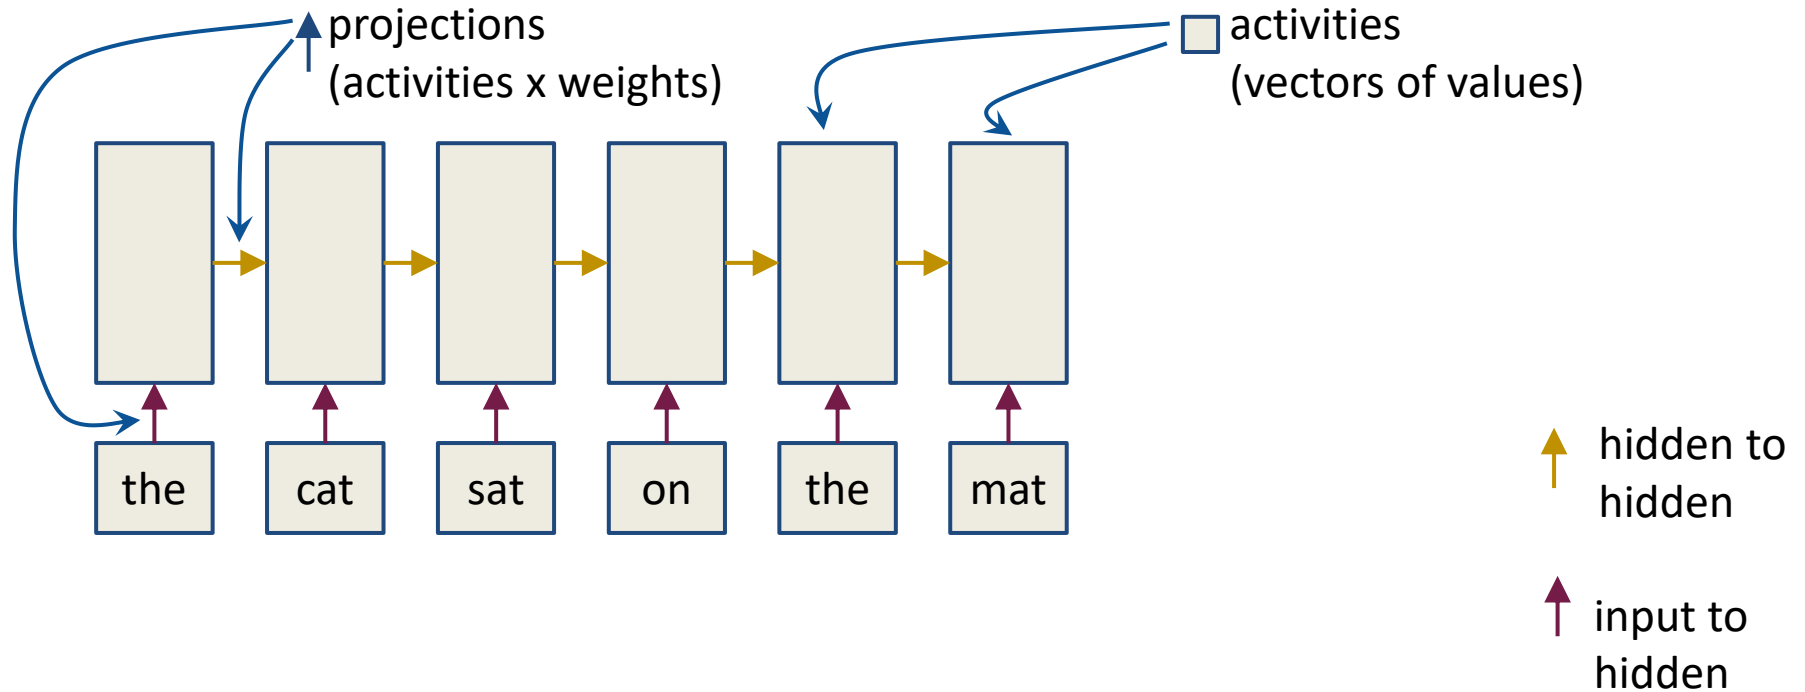 projections
(activities x weights)
activities
(vectors of values)
the
cat
sat
on
the
mat
hidden to
hidden
input to
hidden